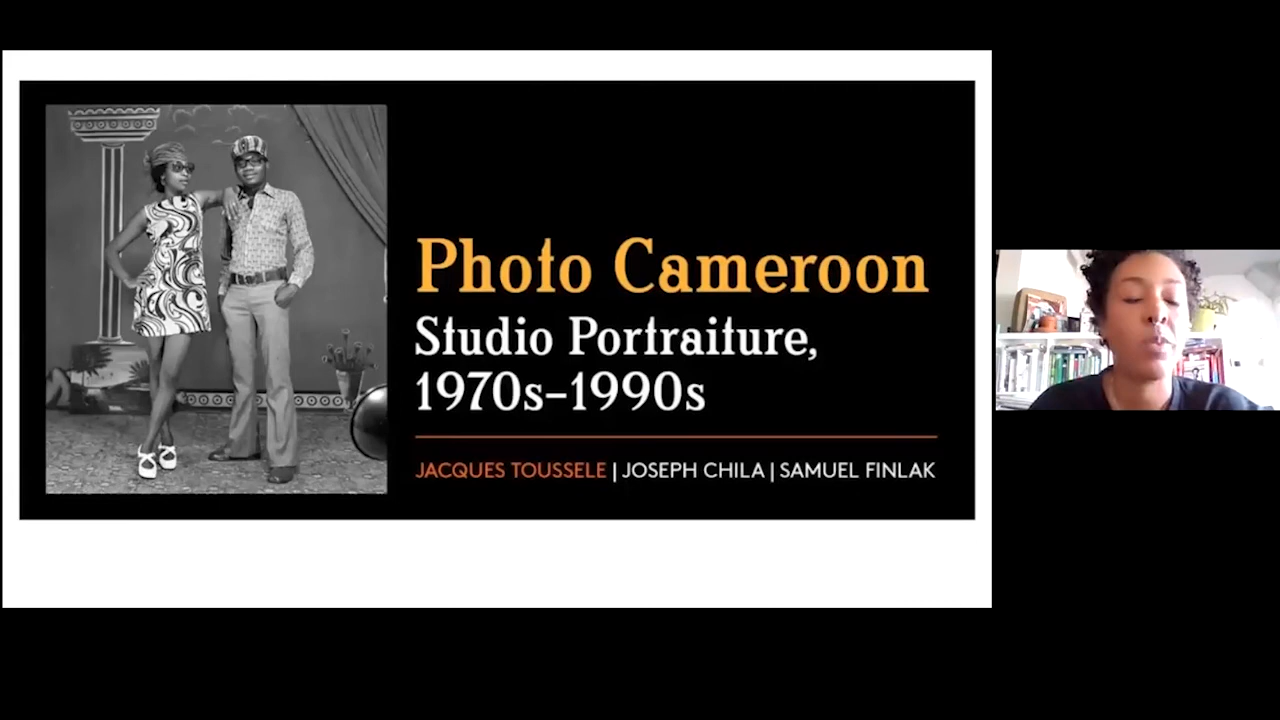 Photo Cameroon
Studio Portraiture,
1970s–1990s
JACQUES TOUSSELE | JOSEPH CHILA | SAMUEL FINLAK